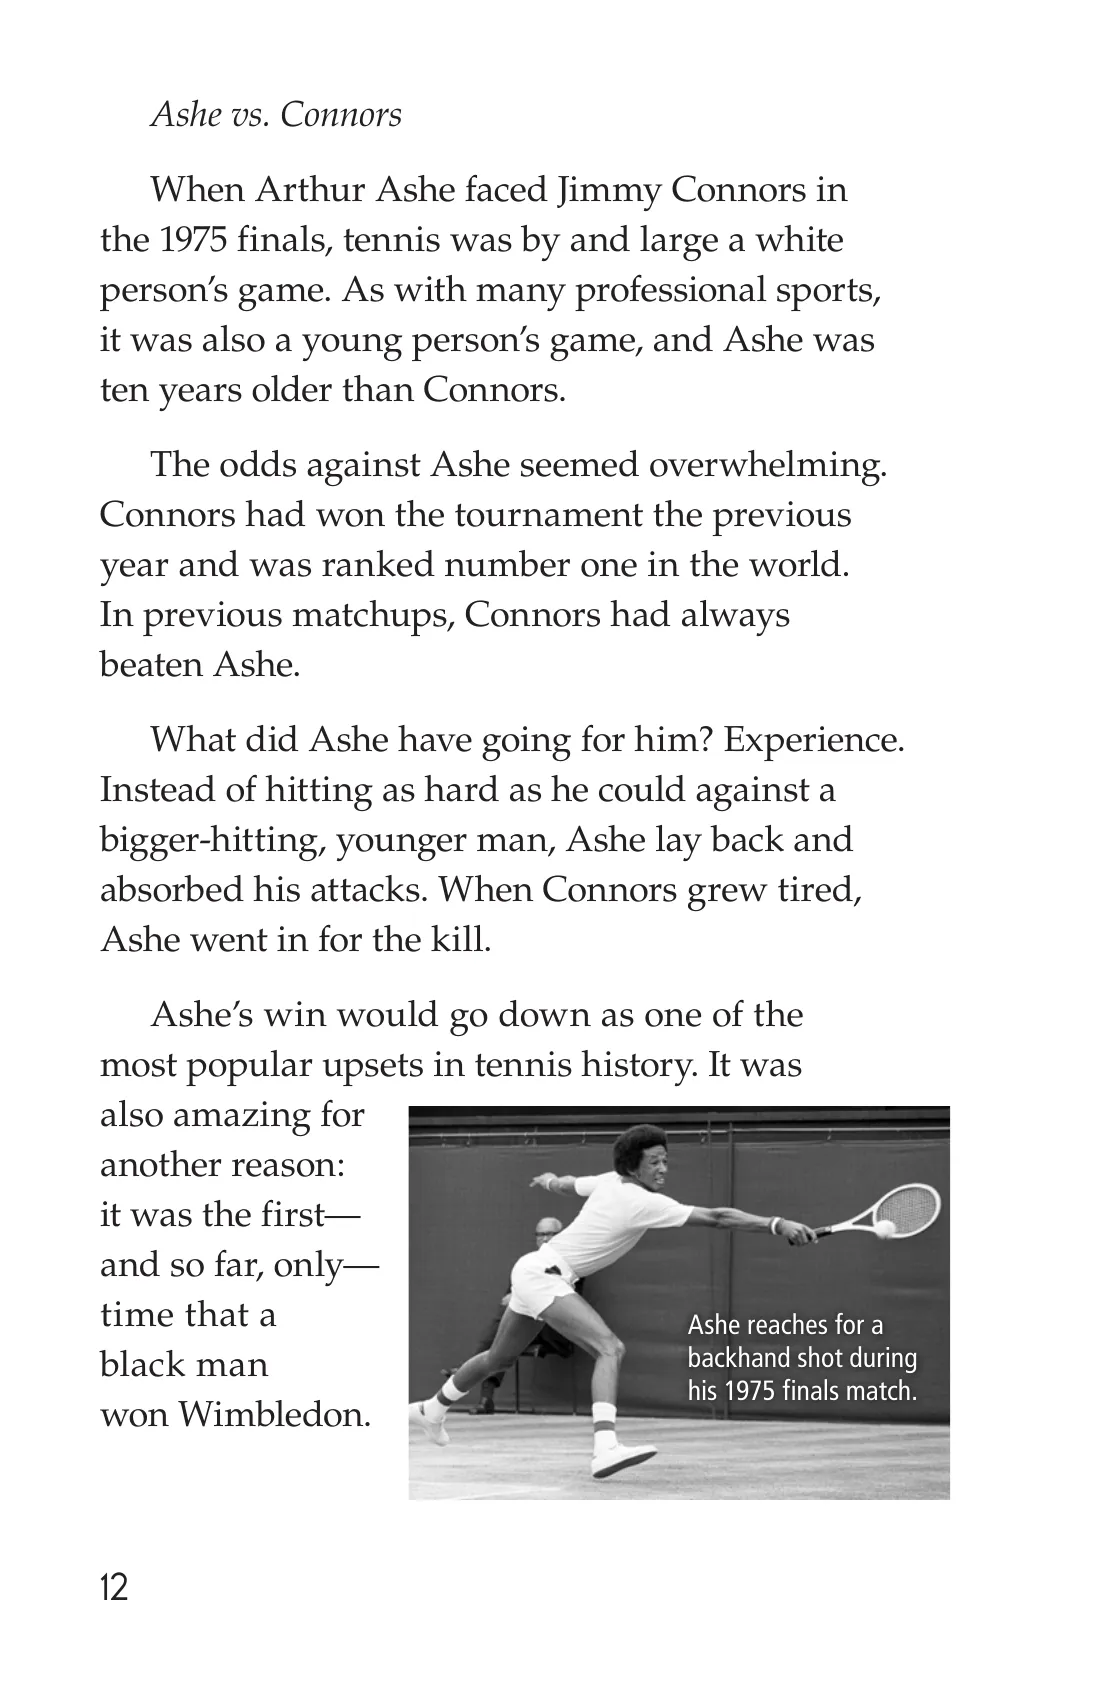 Ashe vs. Connors
When Arthur Ashe faced Jimmy Connors in
the 1975 finals, tennis was by and large a white
person’s game. As with many professional sports,
it was also a young person’s game, and Ashe was
ten years older than Connors.
The odds against Ashe seemed overwhelming.
Connors had won the tournament the previous
year and was ranked number one in the world.
In previous matchups, Connors had always
beaten Ashe.
What did Ashe have going for him? Experience.
Instead of hitting as hard as he could against a
bigger-hitting, younger man, Ashe lay back and
absorbed his attacks. When Connors grew tired,
Ashe went in for the kill.
Ashe’s win would go down as one of the
most popular upsets in tennis history. It was
also amazing for
another reason:
it was the first—
and so far, only—
time that a
black man
won Wimbledon.
Ashe reaches for a
backhand shot during
his 1975 finals match.
12